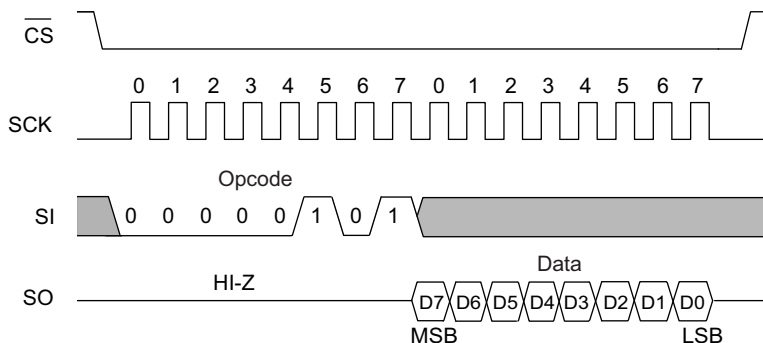 CS
0 1 2 3 4 5 6 7 0 1 2 3 4 5 6 7
SCK
Opcode
SI 0 0 0 0 0 1 0 1
Data
HI-Z
SO D7 D6 D5 D4 D3 D2 D1 D0
MSB LSB